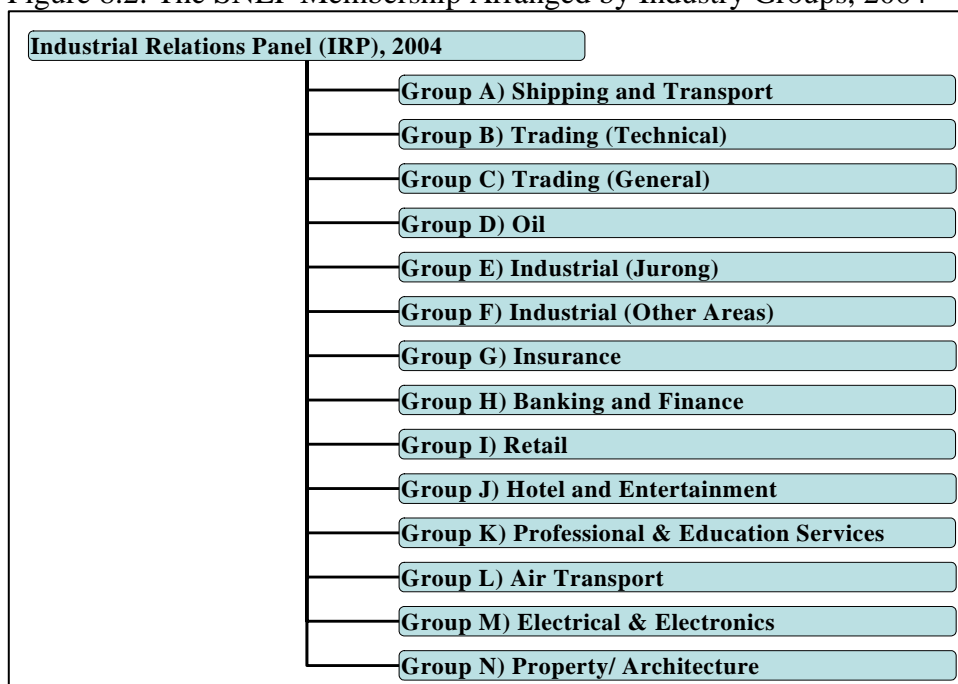 Figure 8.2: The SNEF Membership Arranged by Industry Groups, 2004
Industrial Relations Panel (IRP), 2004
Group A) Shipping and Transport
Group B) Trading (Technical)
Group C) Trading (General)
Group D) Oil
Group E) Industrial (Jurong)
Group F) Industrial (Other Areas)
Group G) Insurance
Group H) Banking and Finance
Group I) Retail
Group J) Hotel and Entertainment
Group K) Professional & Education Services
Group L) Air Transport
Group M) Electrical & Electronics
Group N) Property/ Architecture